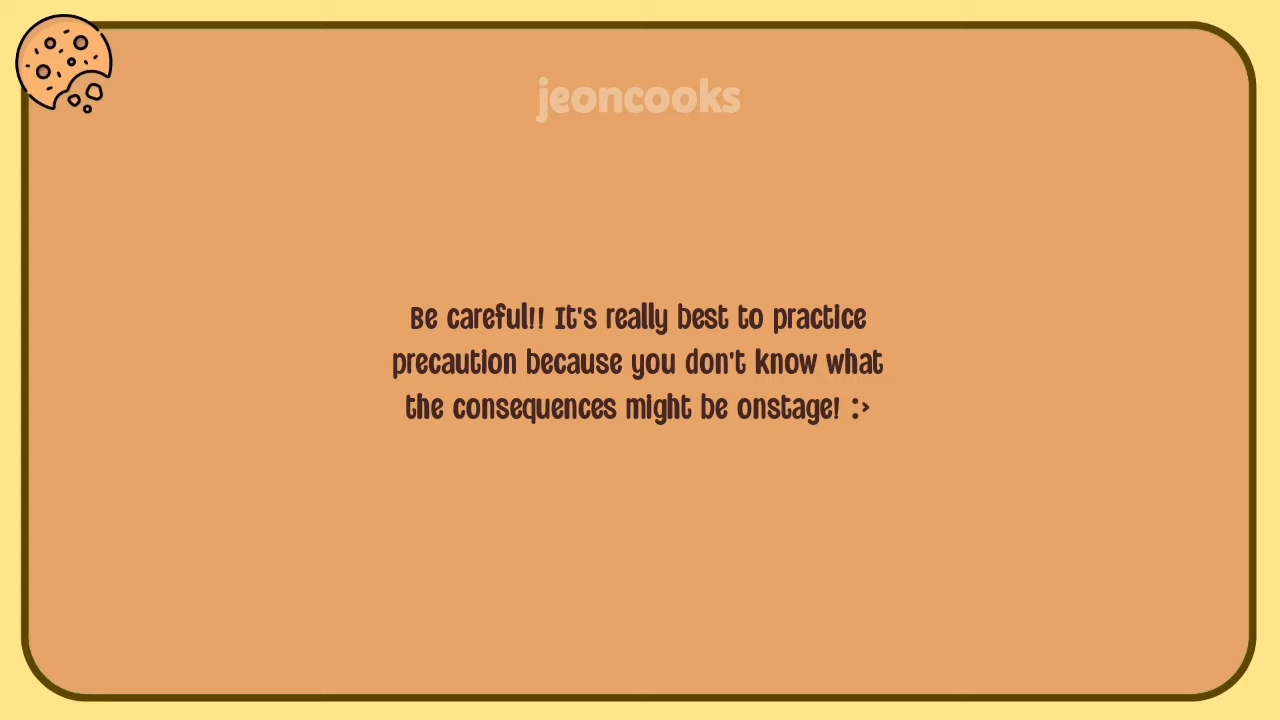 jeoncooks
Be careful!! It's really best to practice
precaution because you don't know what
the consequences might be onstage! :>